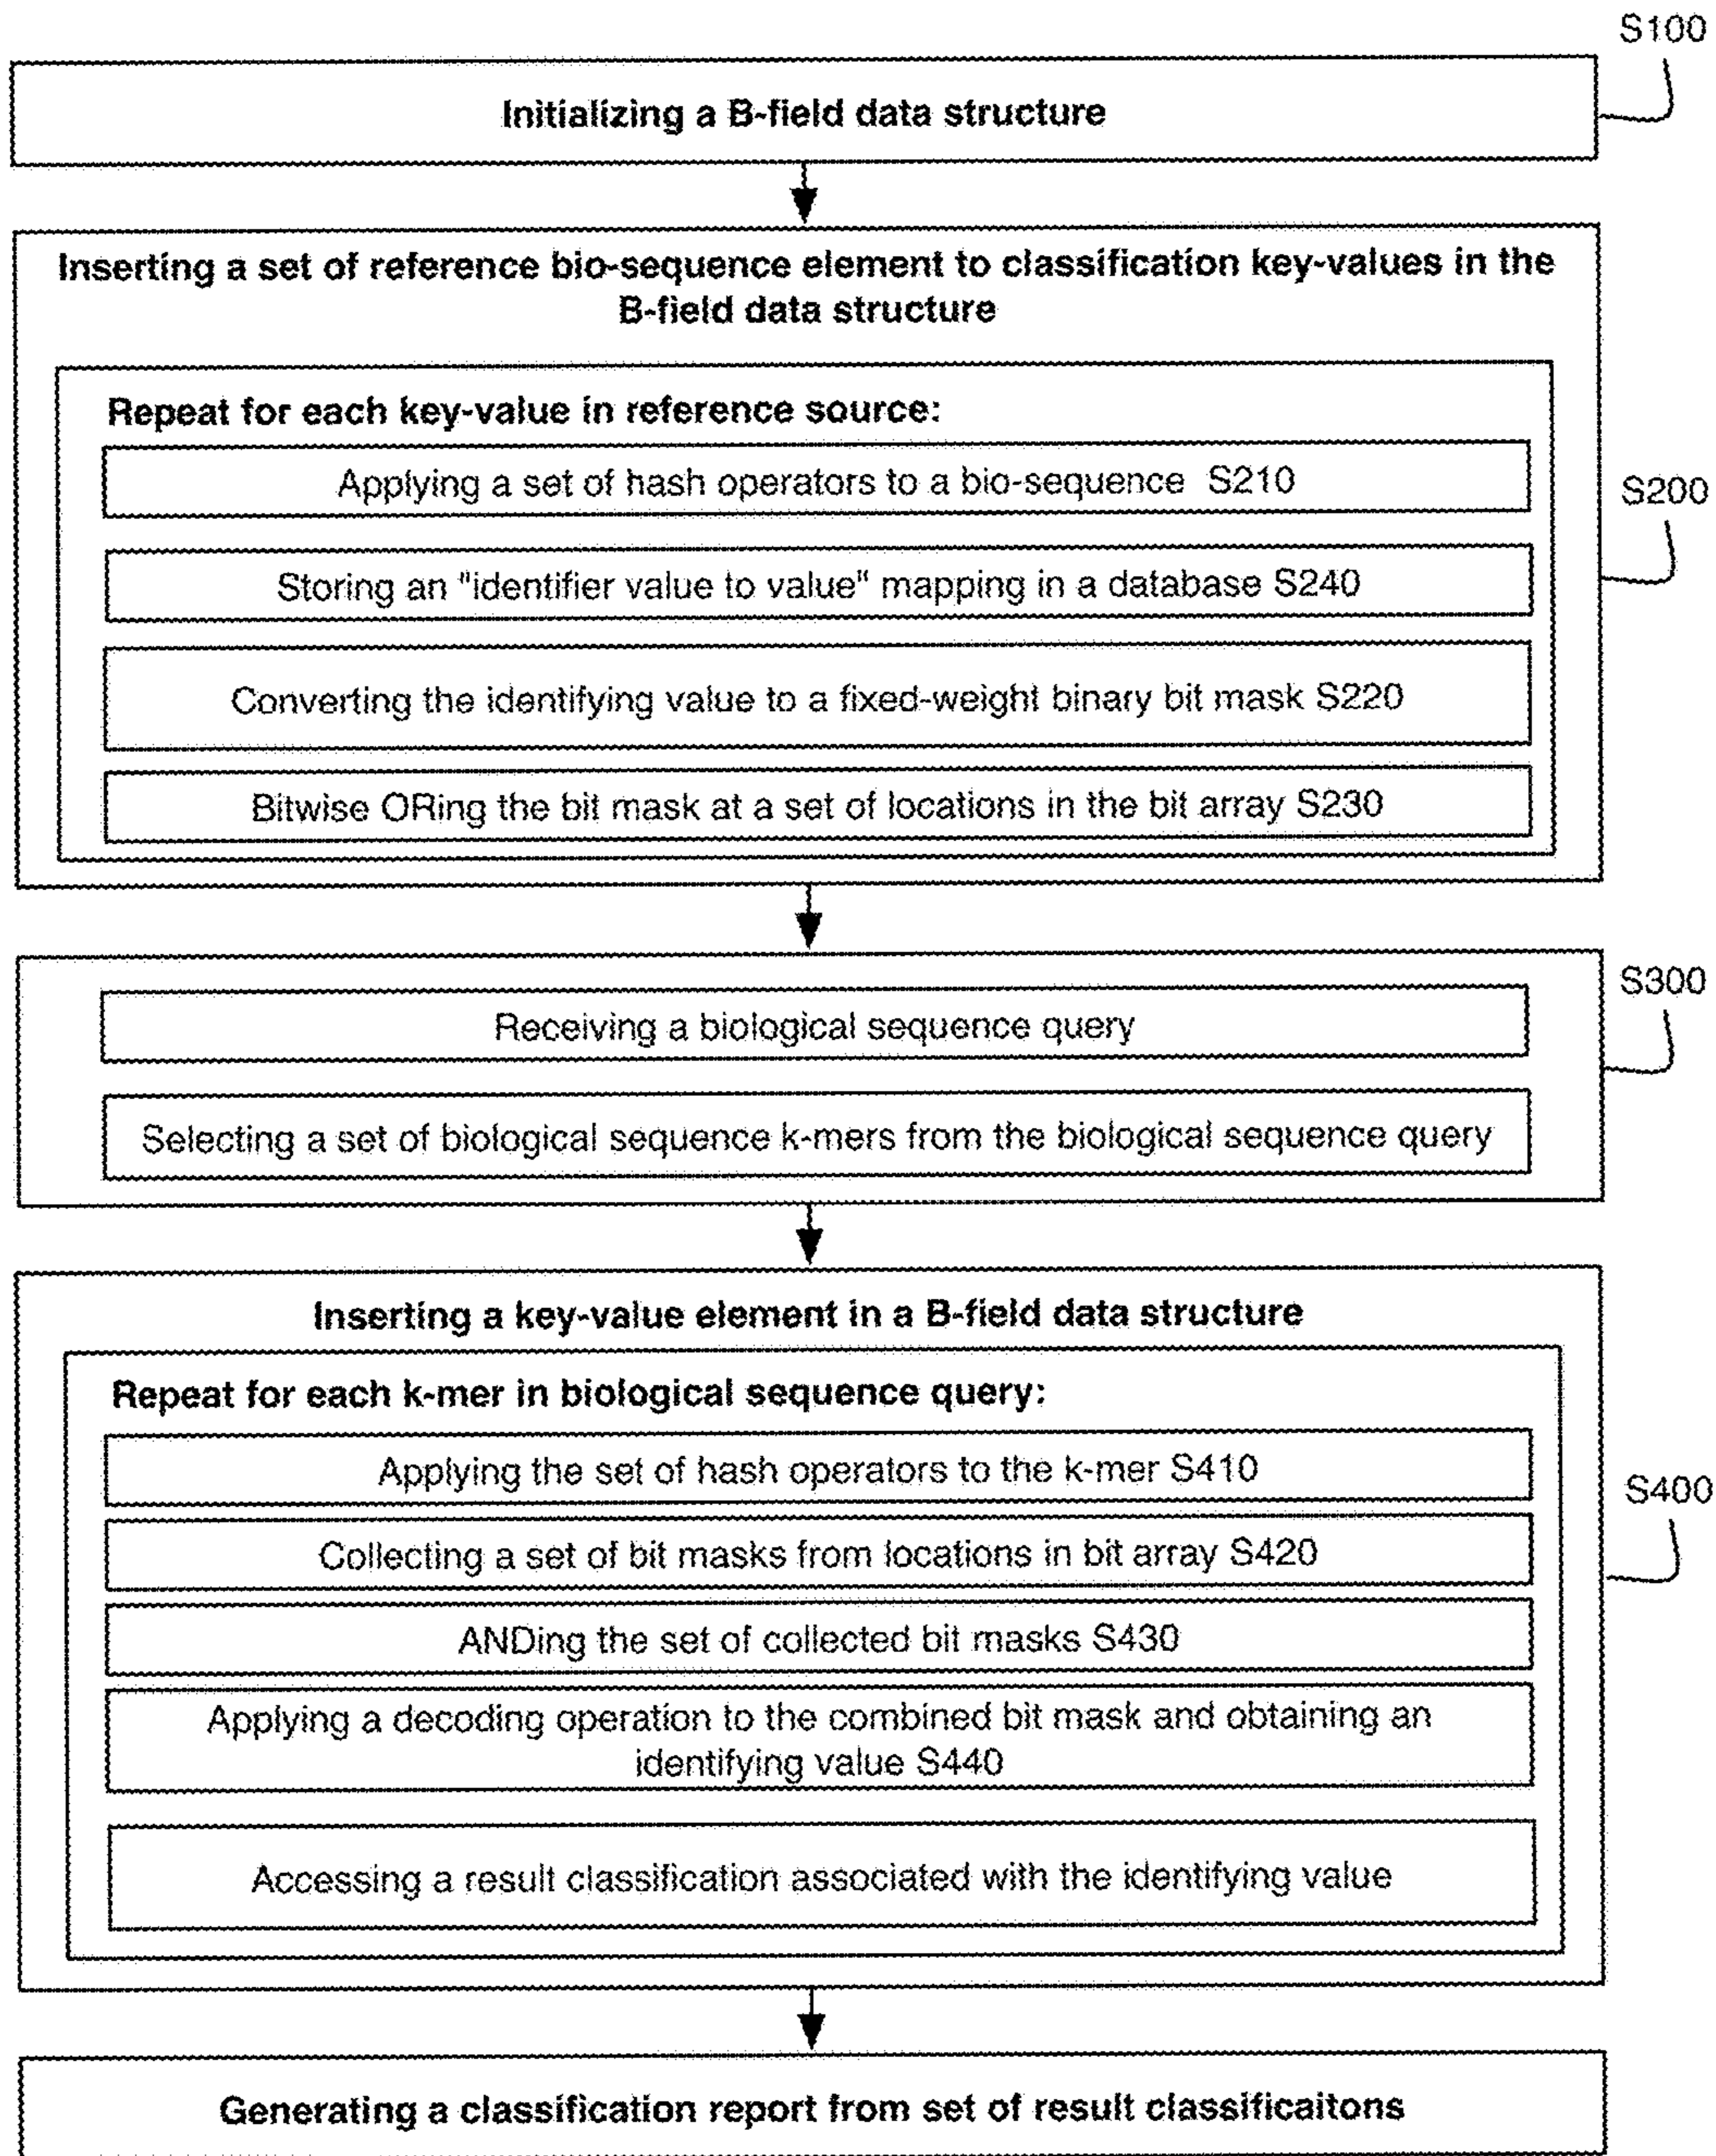 S100
Initializing a B-field data structure
Inserting a set of reference bio-sequence element to classification key-values in the
B-field data structure
Repeat for each key-value in reference source:
Applying a set of hash operators to a bio-sequence S210
S200
Storing an "identifier value to value" mapping in a database S240
Converting the identifying value to a fixed-weight binary bit mask S220
Bitwise ORing the bit mask at a set of locations in the bit array S230
S300
Receiving a biological sequence query
Selecting a set of biological sequence k-mers from the biological sequence query
Inserting a key-value element in a B-field data structure
Repeat for each k-mer in biological sequence query:
Applying the set of hash operators to the k-mer S410
S400
Collecting a set of bit masks from locations in bit array S420
ANDing the set of collected bit masks S430
Applying a decoding operation to the combined bit mask and obtaining an
identifying value S440
Accessing a result classification associated with the identifying value
Generating a classification report from set of result classificaitons